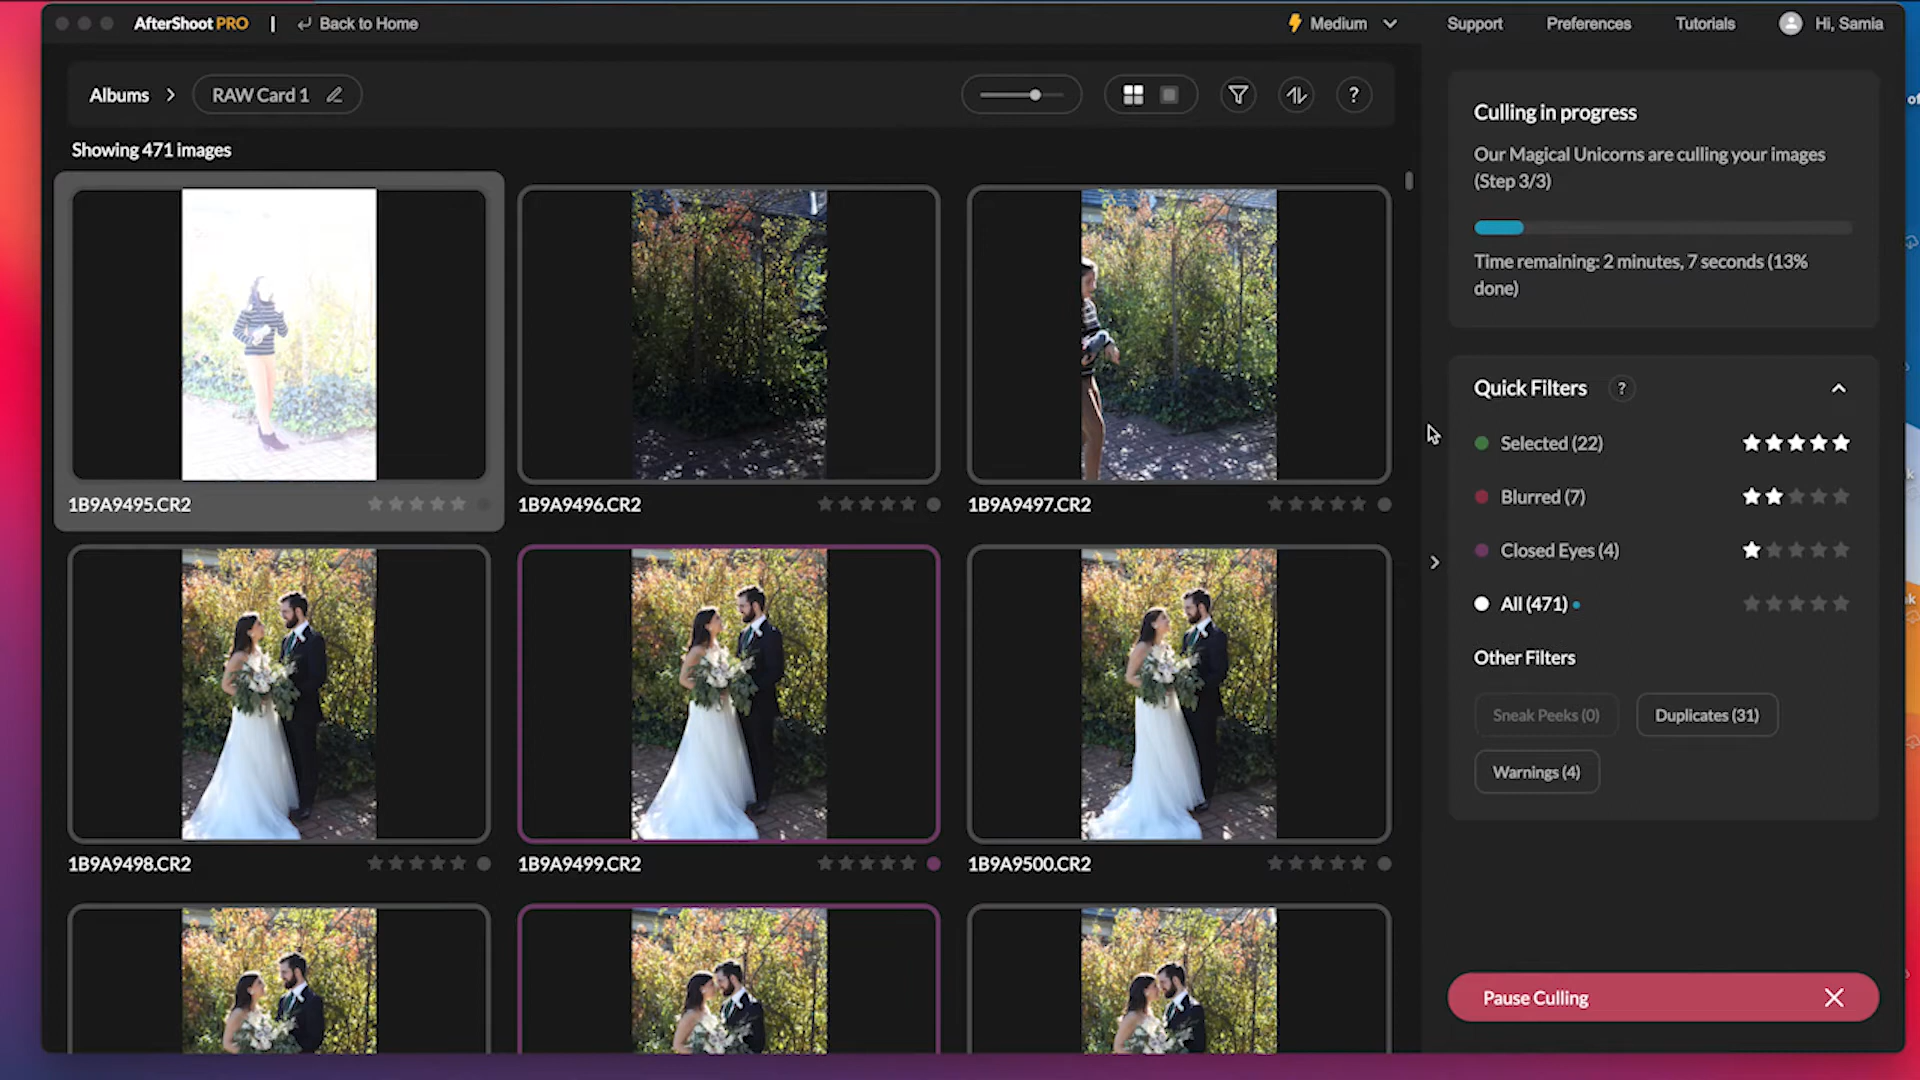 AfterShoot PRO | Back to Home
Medium
Support
Preferences
Tutorials
Hi, Samia
Albums
RAW Card 1
?
Showing 471 images
1B9A9495.CR2
1B9A9496.CR2
1B9A9497.CR2
1B9A9498.CR2
1B9A9499.CR2
1B9A9500.CR2
Culling in progress
Our Magical Unicorns are culling your images
(Step 3/3)
Time remaining: 2 minutes, 7 seconds (13%
done)
Quick Filters ?
Selected (22)
Blurred (7)
Closed Eyes (4)
All (471)
Other Filters
Sneak Peeks (0)
Duplicates (31)
Warnings (4)
Pause Culling